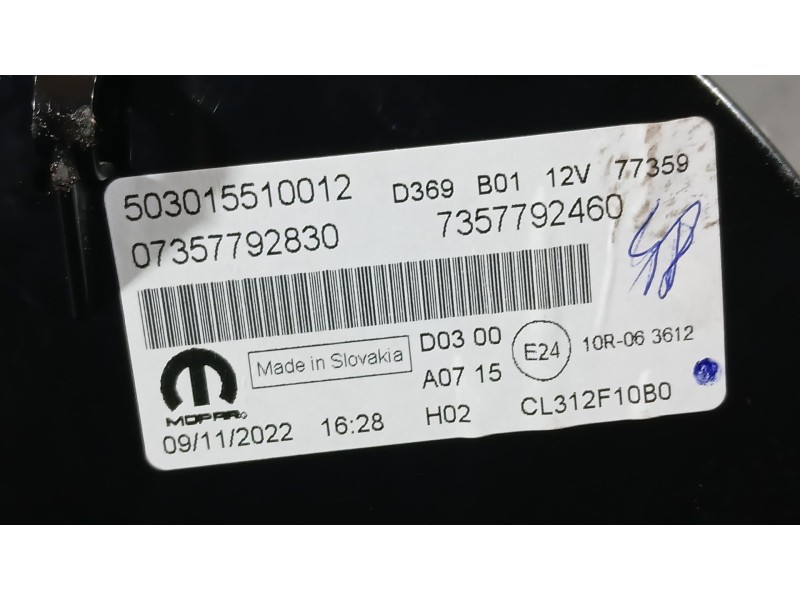 503015510012 D369 B01 12V 77359
07357792830 7357792460
Made in Slovakia D03 00 E24 10R-06 3612
MOPAR A07 15
09/11/2022 16:28 H02 CL312F10B0